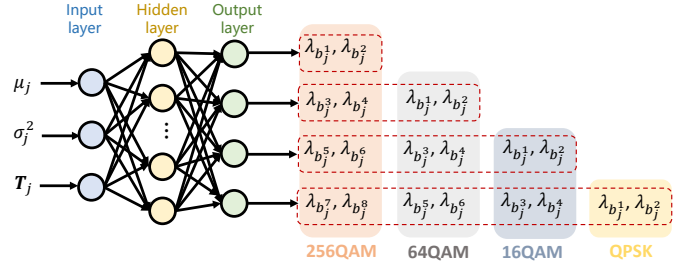 Input layer
Hidden layer
Output layer
μ_j
σ_j^2
T_j
⋮
λ_{b_j^1}, λ_{b_j^2}
λ_{b_j^3}, λ_{b_j^4} λ_{b_j^1}, λ_{b_j^2}
λ_{b_j^5}, λ_{b_j^6} λ_{b_j^3}, λ_{b_j^4} λ_{b_j^1}, λ_{b_j^2}
λ_{b_j^7}, λ_{b_j^8} λ_{b_j^5}, λ_{b_j^6} λ_{b_j^3}, λ_{b_j^4} λ_{b_j^1}, λ_{b_j^2}
256QAM 64QAM 16QAM QPSK